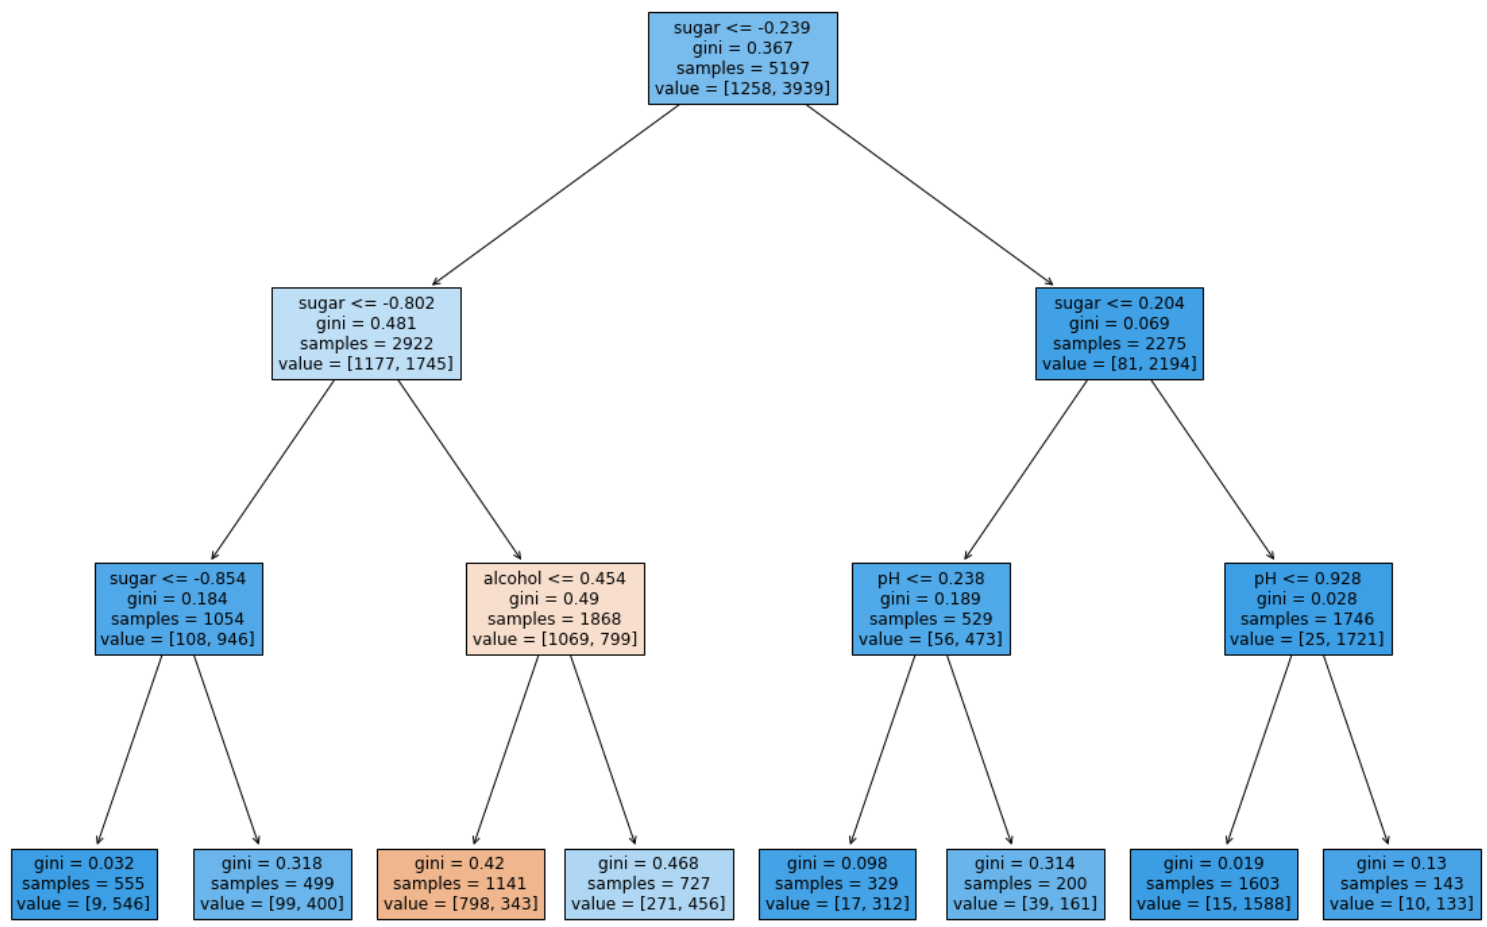 sugar <= -0.239
gini = 0.367
samples = 5197
value = [1258, 3939]
sugar <= -0.802
gini = 0.481
samples = 2922
value = [1177, 1745]
sugar <= 0.204
gini = 0.069
samples = 2275
value = [81, 2194]
sugar <= -0.854
gini = 0.184
samples = 1054
value = [108, 946]
alcohol <= 0.454
gini = 0.49
samples = 1868
value = [1069, 799]
pH <= 0.238
gini = 0.189
samples = 529
value = [56, 473]
pH <= 0.928
gini = 0.028
samples = 1746
value = [25, 1721]
gini = 0.032
samples = 555
value = [9, 546]
gini = 0.318
samples = 499
value = [99, 400]
gini = 0.42
samples = 1141
value = [798, 343]
gini = 0.468
samples = 727
value = [271, 456]
gini = 0.098
samples = 329
value = [17, 312]
gini = 0.314
samples = 200
value = [39, 161]
gini = 0.019
samples = 1603
value = [15, 1588]
gini = 0.13
samples = 143
value = [10, 133]